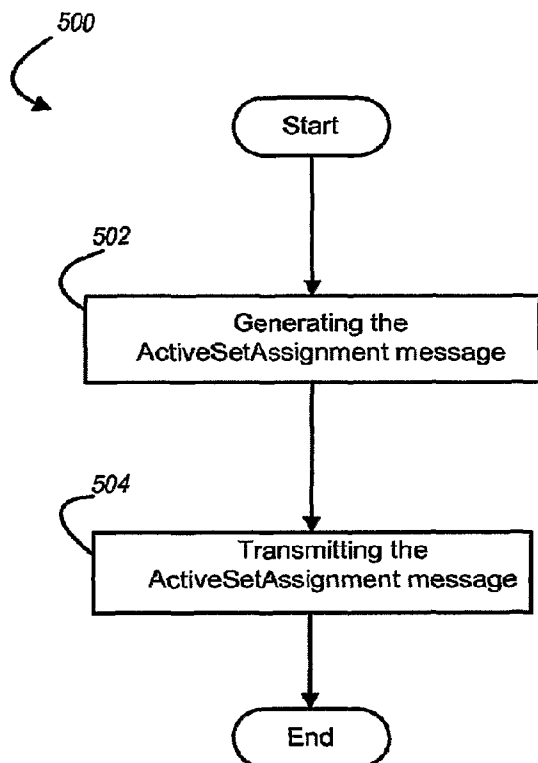 500
Start
502
Generating the
ActiveSetAssignment message
504
Transmitting the
ActiveSetAssignment message
End